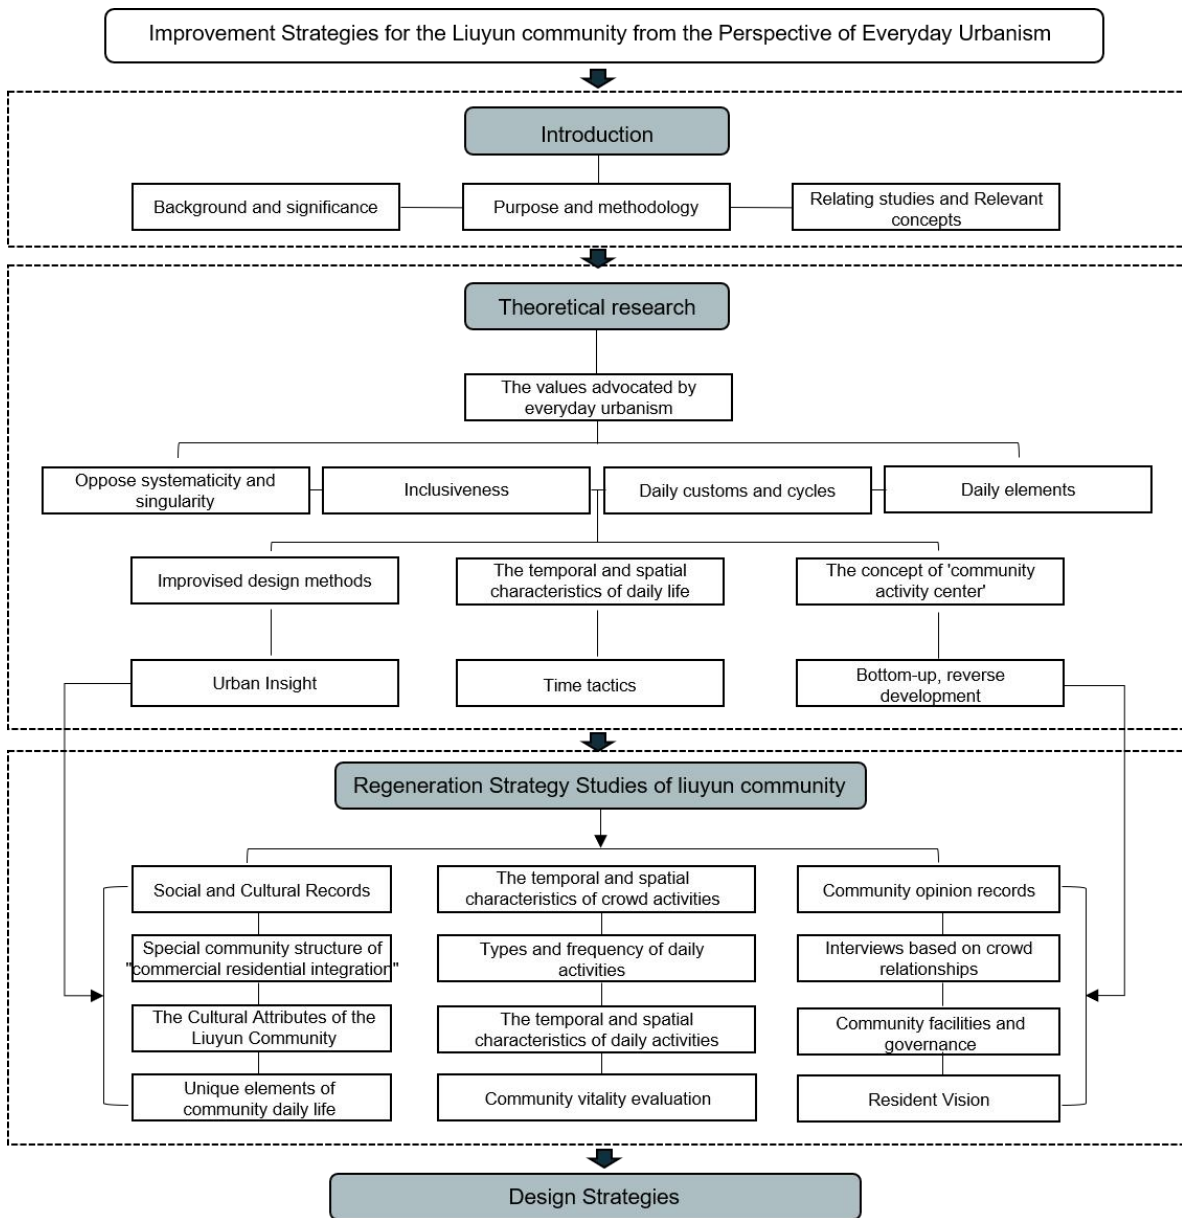 Improvement Strategies for the Liuyun community from the Perspective of Everyday Urbanism
Introduction
Background and significance
Purpose and methodology
Relating studies and Relevant
concepts
Theoretical research
The values advocated by
everyday urbanism
Oppose systematicity and
singularity
Inclusiveness
Daily customs and cycles
Daily elements
Improvised design methods
The temporal and spatial
characteristics of daily life
The concept of 'community
activity center'
Urban Insight
Time tactics
Bottom-up, reverse
development
Regeneration Strategy Studies of liuyun community
Social and Cultural Records
The temporal and spatial
characteristics of crowd activities
Community opinion records
Special community structure of
"commercial residential integration"
Types and frequency of daily
activities
Interviews based on crowd
relationships
The Cultural Attributes of the
Liuyun Community
The temporal and spatial
characteristics of daily activities
Community facilities and
governance
Unique elements of
community daily life
Community vitality evaluation
Resident Vision
Design Strategies